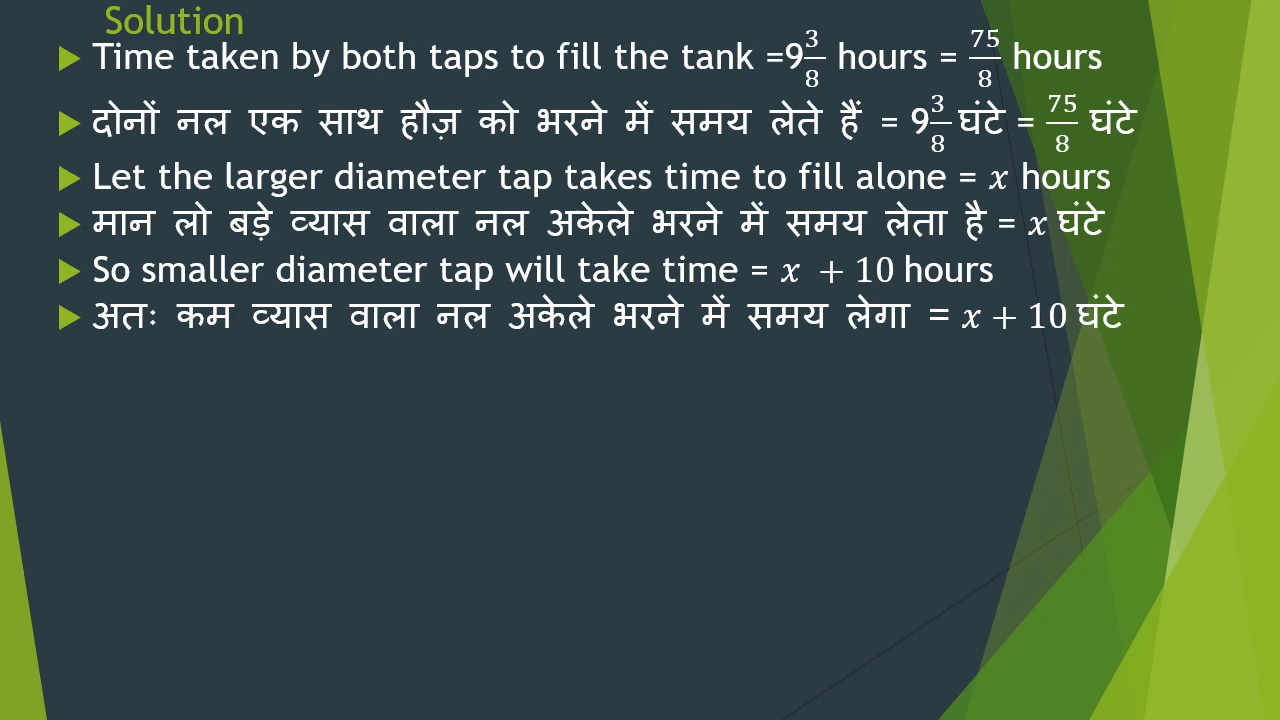 Solution
Time taken by both taps to fill the tank =9 3/8 hours = 75/8 hours
दोनों नल एक साथ हौज़ को भरने में समय लेते हैं = 9 3/8 घंटे = 75/8 घंटे
Let the larger diameter tap takes time to fill alone = x hours
मान लो बड़े व्यास वाला नल अकेले भरने में समय लेता है = x घंटे
So smaller diameter tap will take time = x + 10 hours
अतः कम व्यास वाला नल अकेले भरने में समय लेगा = x + 10 घंटे